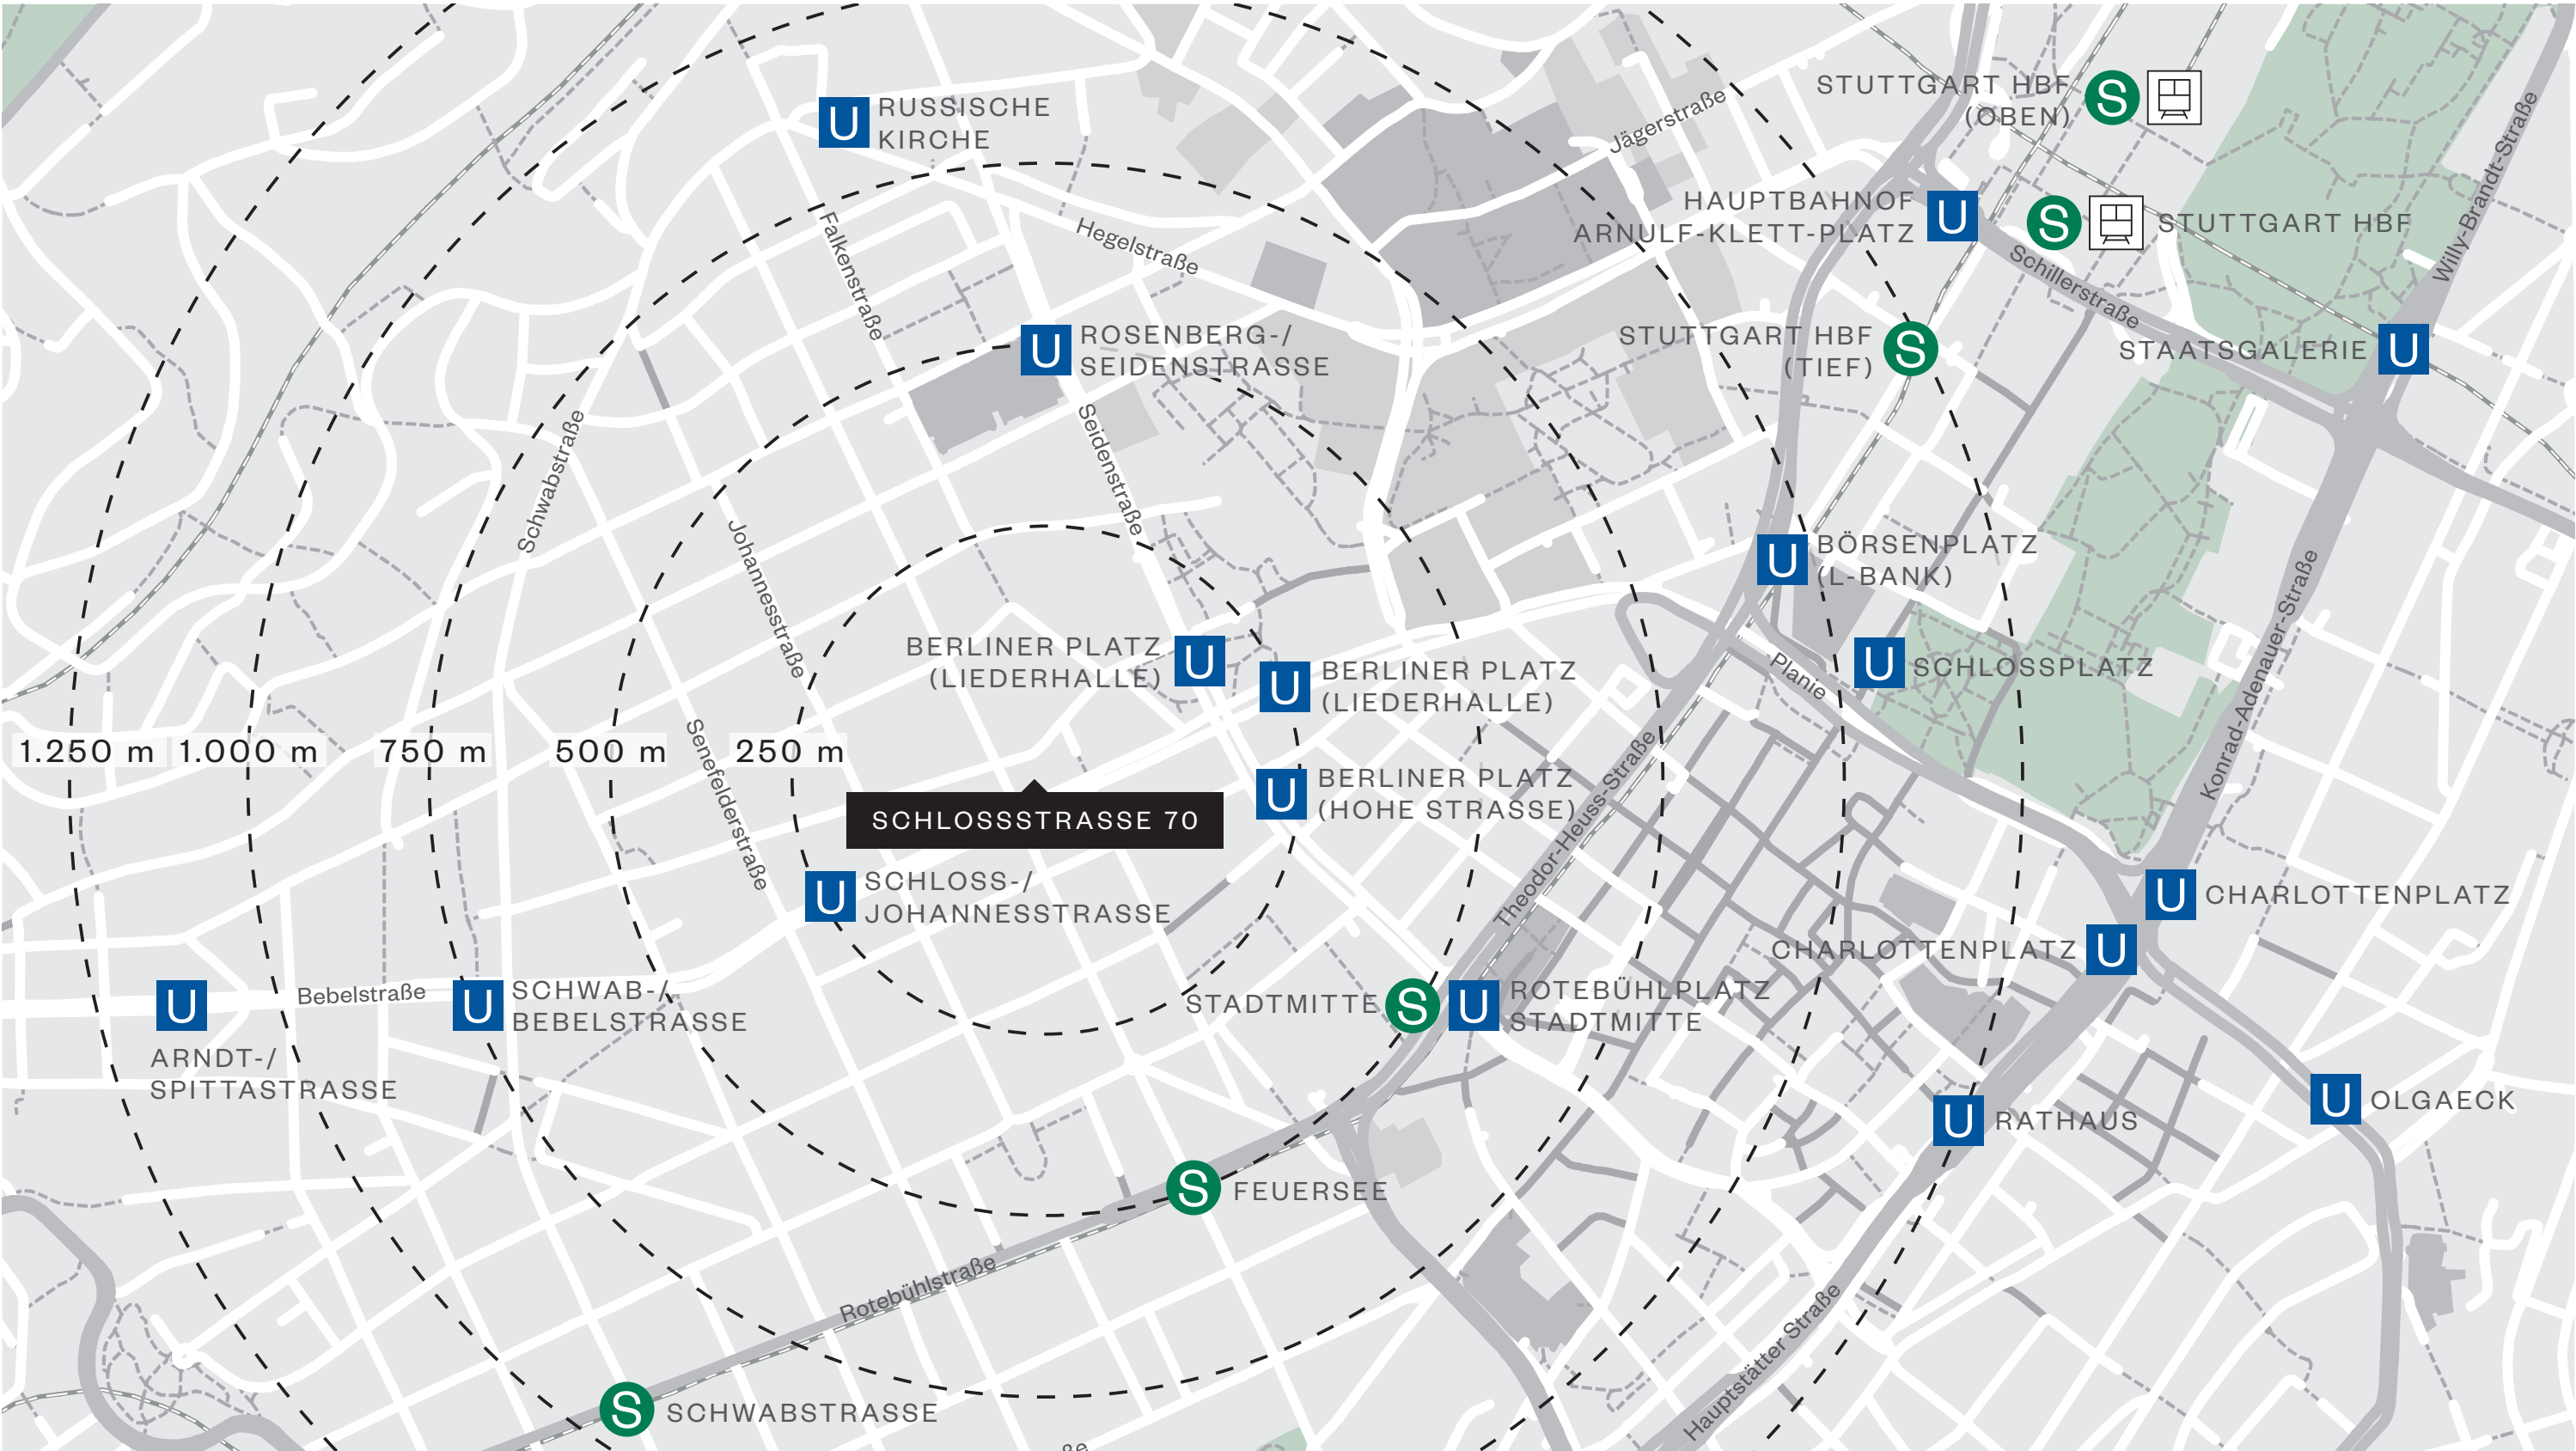 STUTTGART HBF
(OBEN)
S
U
RUSSISCHE
KIRCHE
Jägerstraße
Willy-Brandt-Straße
HAUPTBAHNOF
ARNULF-KLETT-PLATZ
U
S
STUTTGART HBF
Falkenstraße
Hegelstraße
Schillerstraße
U
ROSENBERG-/
SEIDENSTRASSE
STUTTGART HBF
(TIEF)
S
STAATSGALERIE
U
Schwabstraße
Seidenstraße
Johannesstraße
U
BÖRSENPLATZ
(L-BANK)
Konrad-Adenauer-Straße
BERLINER PLATZ
(LIEDERHALLE)
U
U
BERLINER PLATZ
(LIEDERHALLE)
Planie
U
SCHLOSSPLATZ
1.250 m
1.000 m
750 m
500 m
250 m
Senefelderstraße
SCHLOSSSTRASSE 70
U
BERLINER PLATZ
(HOHE STRASSE)
Theodor-Heuss-Straße
U
SCHLOSS-/
JOHANNESSTRASSE
U
CHARLOTTENPLATZ
CHARLOTTENPLATZ
U
U
ARNDT-/
SPITTASTRASSE
Bebelstraße
U
SCHWAB-/
BEBELSTRASSE
STADTMITTE
S
U
ROTEBÜHLPLATZ
STADTMITTE
U
OLGAECK
U
RATHAUS
S
FEUERSEE
Rotebühlstraße
Hauptstätter Straße
S
SCHWABSTRASSE